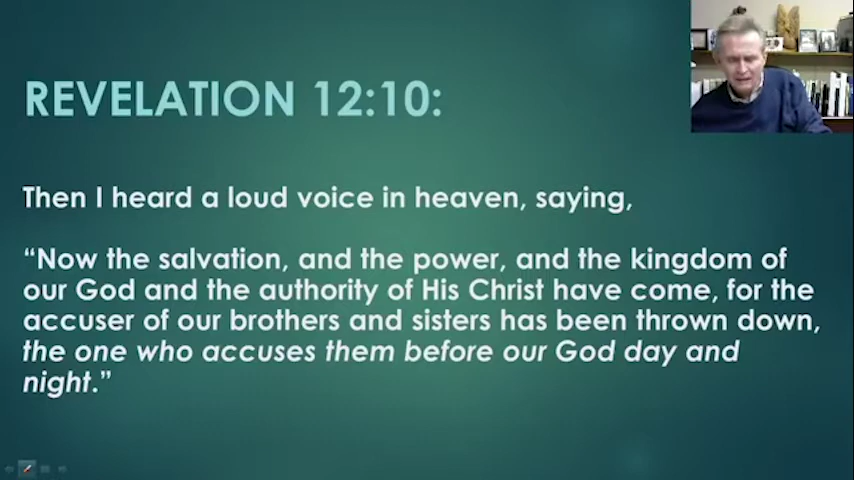 REVELATION 12:10:
Then I heard a loud voice in heaven, saying,
“Now the salvation, and the power, and the kingdom of
our God and the authority of His Christ have come, for the
accuser of our brothers and sisters has been thrown down,
the one who accuses them before our God day and
night.”